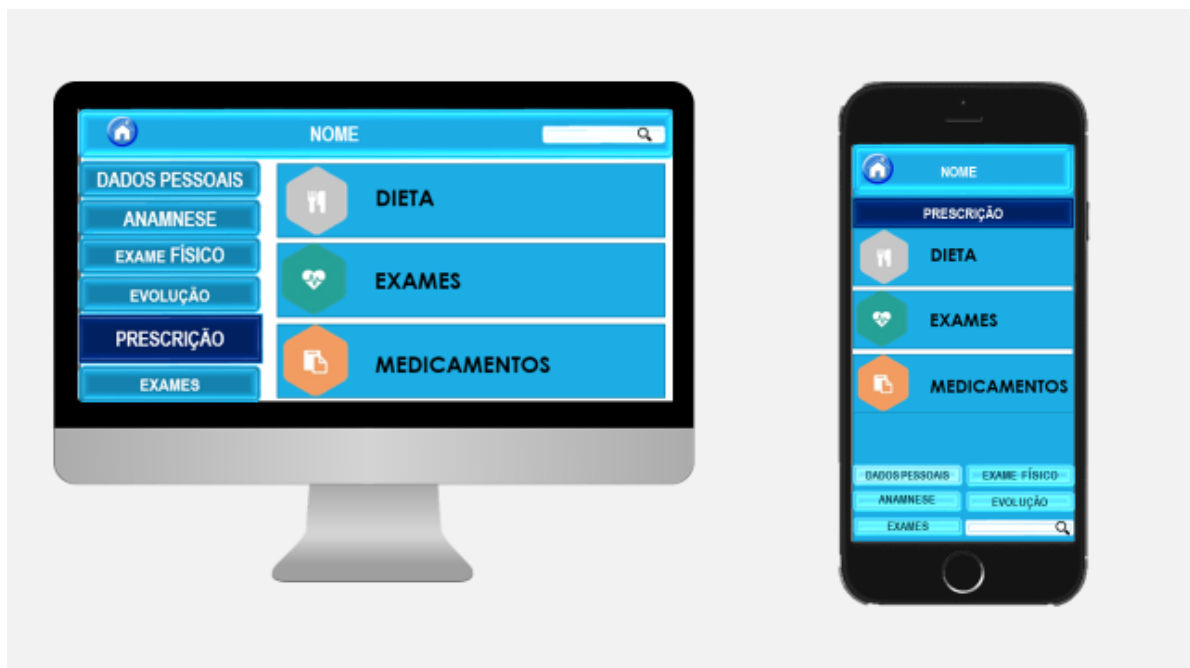 NOME
DADOS PESSOAIS
ANAMNESE
EXAME FÍSICO
EVOLUÇÃO
PRESCRIÇÃO
EXAMES
DIETA
EXAMES
MEDICAMENTOS
NOME
PRESCRIÇÃO
DIETA
EXAMES
MEDICAMENTOS
DADOS PESSOAIS EXAME FÍSICO
ANAMNESE EVOLUÇÃO
EXAMES